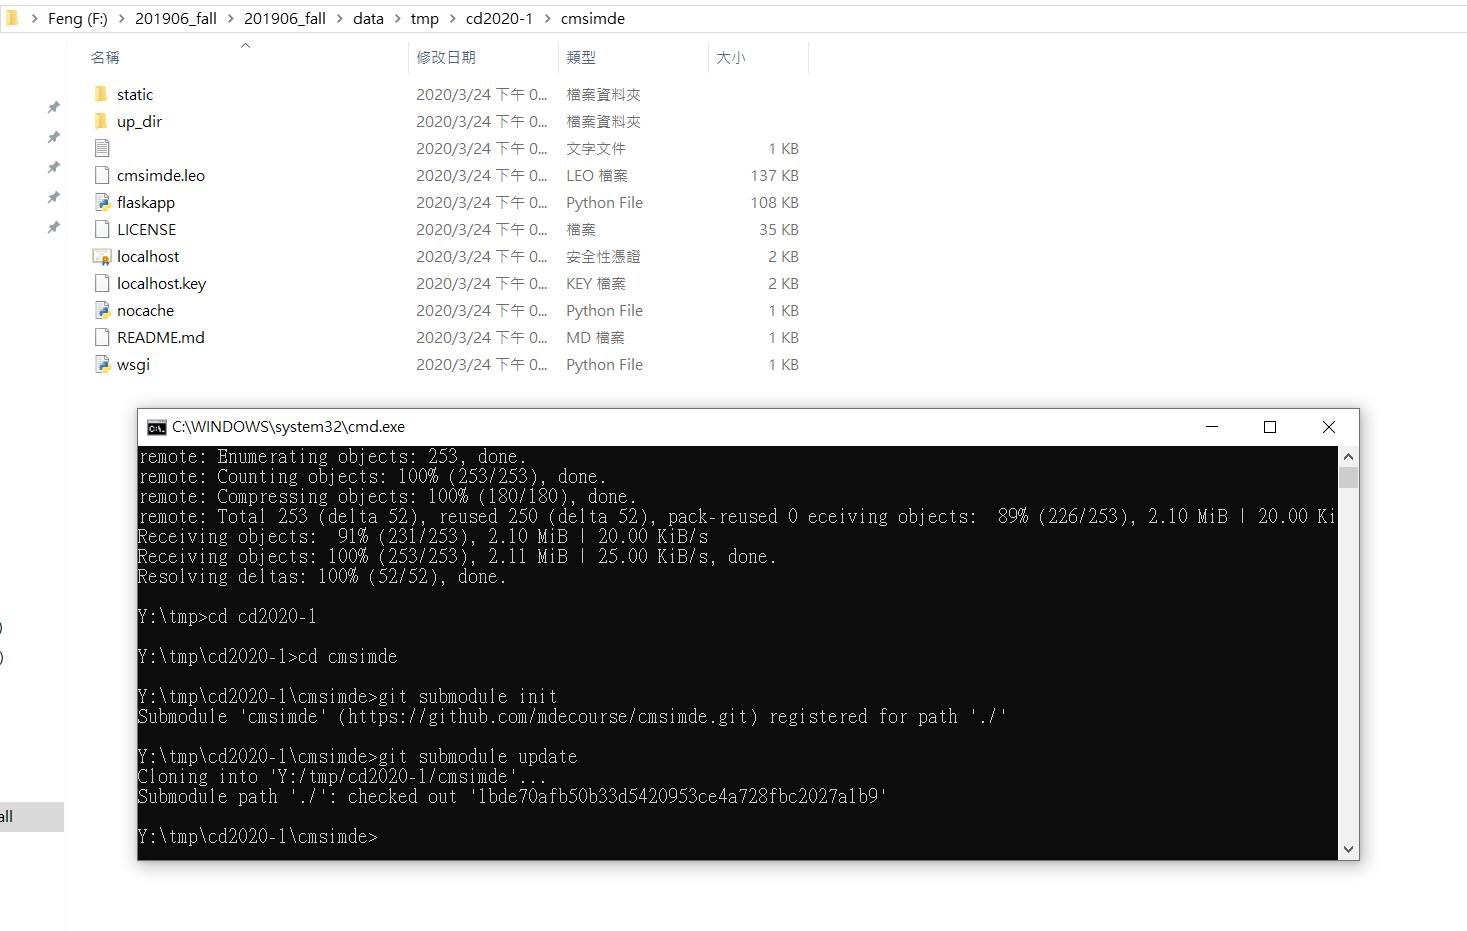 Feng (F:) 201906_fall 201906_fall data tmp cd2020-1 cmsimde
名稱 修改日期 類型 大小
static 2020/3/24 下午 0... 檔案資料夾
up_dir 2020/3/24 下午 0... 檔案資料夾
2020/3/24 下午 0... 文字文件 1 KB
cmsimde.leo 2020/3/24 下午 0... LEO 檔案 137 KB
flaskapp 2020/3/24 下午 0... Python File 108 KB
LICENSE 2020/3/24 下午 0... 檔案 35 KB
localhost 2020/3/24 下午 0... 安全性憑證 2 KB
localhost.key 2020/3/24 下午 0... KEY 檔案 2 KB
nocache 2020/3/24 下午 0... Python File 1 KB
README.md 2020/3/24 下午 0... MD 檔案 1 KB
wsgi 2020/3/24 下午 0... Python File 1 KB
)
)
all
C:\WINDOWS\system32\cmd.exe
remote: Enumerating objects: 253, done.
remote: Counting objects: 100% (253/253), done.
remote: Compressing objects: 100% (180/180), done.
remote: Total 253 (delta 52), reused 250 (delta 52), pack-reused 0 eceiving objects:  89% (226/253), 2.10 MiB | 20.00 Ki
Receiving objects:  91% (231/253), 2.10 MiB | 20.00 KiB/s
Receiving objects: 100% (253/253), 2.11 MiB | 25.00 KiB/s, done.
Resolving deltas: 100% (52/52), done.
Y:\tmp>cd cd2020-1
Y:\tmp\cd2020-1>cd cmsimde
Y:\tmp\cd2020-1\cmsimde>git submodule init
Submodule 'cmsimde' (https://github.com/mdecourse/cmsimde.git) registered for path './'
Y:\tmp\cd2020-1\cmsimde>git submodule update
Cloning into 'Y:/tmp/cd2020-1/cmsimde'...
Submodule path './': checked out '1bde70afb50b33d5420953ce4a728fbc2027a1b9'
Y:\tmp\cd2020-1\cmsimde>